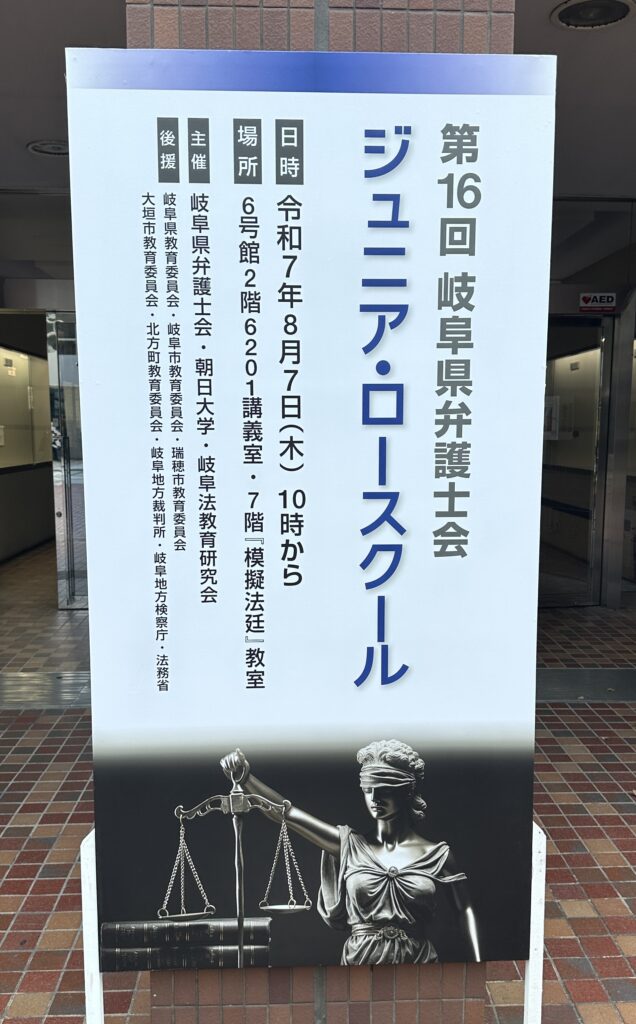 第16回 岐阜県弁護士会
ジュニア・ロースクール
日時 令和7年8月7日(木) 10時から
場所 6号館2階6201講義室・7階『模擬法廷』教室
主催 岐阜県弁護士会・朝日大学・岐阜法教育研究会
後援 岐阜県教育委員会・岐阜市教育委員会・瑞穂市教育委員会
大垣市教育委員会・北方町教育委員会・岐阜地方裁判所・岐阜地方検察庁・法務省
AED